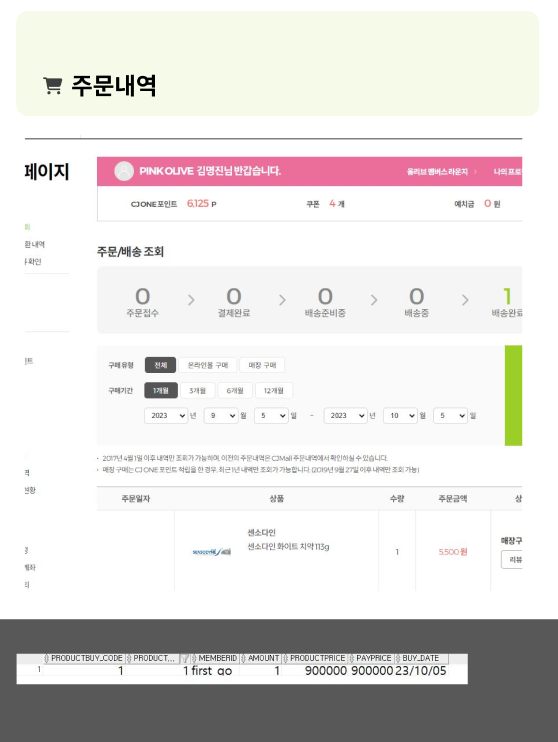 주문내역
페이지
PINK OLIVE 김명진님 반갑습니다.
올리브 멤버스 라운지
나의 프로
CJ ONE 포인트 6,125 P
쿠폰 4 개
예치금 0 원
회
환 내역
확인
주문/배송 조회
0 0 0 0 1
주문접수 결제완료 배송준비중 배송중 배송완료
구매유형 전체 온라인몰 구매 매장 구매
구매기간 1개월 3개월 6개월 12개월
2023 년 9 월 5 일 - 2023 년 10 월 5 일
• 2017년 4월 1일 이후 내역만 조회가 가능하며, 이전의 주문내역은 CJMall 주문내역에서 확인하실 수 있습니다.
• 매장 구매는 CJ ONE 포인트 적립을 한 경우, 최근 1년 내역만 조회가 가능합니다. (2019년 9월 27일 이후 내역만 조회 가능)
주문일자 상품 수량 주문금액 상
센소다인
센소다인 화이트 치약 113g
1
5,500 원
매장구
리뷰
PRODUCTBUY_CODE PRODUCT... MEMBERID AMOUNT PRODUCTPRICE PAYPRICE BUY_DATE
1 1 1 first_go 1 900000 900000 23/10/05